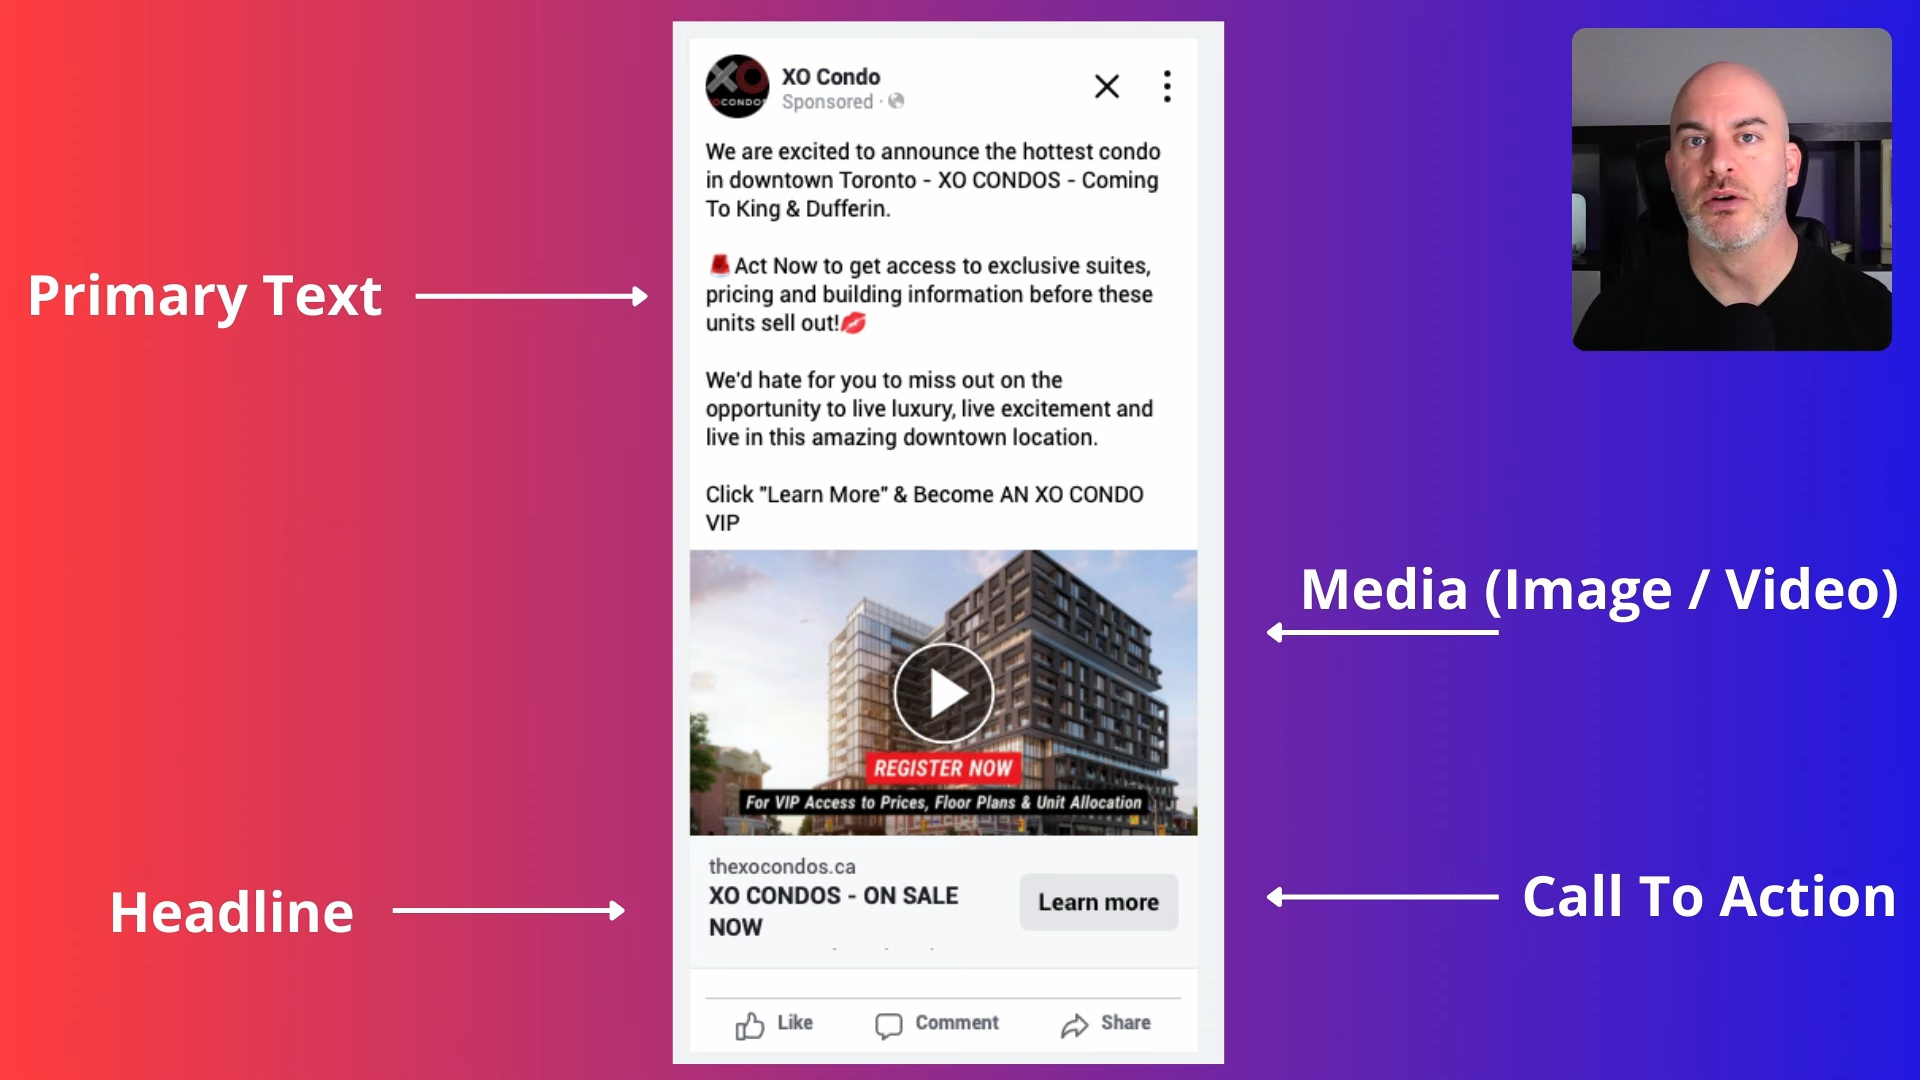 XO Condo
Sponsored ·
XO
OCONDOS
We are excited to announce the hottest condo
in downtown Toronto - XO CONDOS - Coming
To King & Dufferin.
Act Now to get access to exclusive suites,
pricing and building information before these
units sell out!
We'd hate for you to miss out on the
opportunity to live luxury, live excitement and
live in this amazing downtown location.
Click "Learn More" & Become AN XO CONDO
VIP
Primary Text
Media (Image / Video)
REGISTER NOW
For VIP Access to Prices, Floor Plans & Unit Allocation
thexocondos.ca
XO CONDOS - ON SALE
NOW
Learn more
Headline
Call To Action
Like
Comment
Share